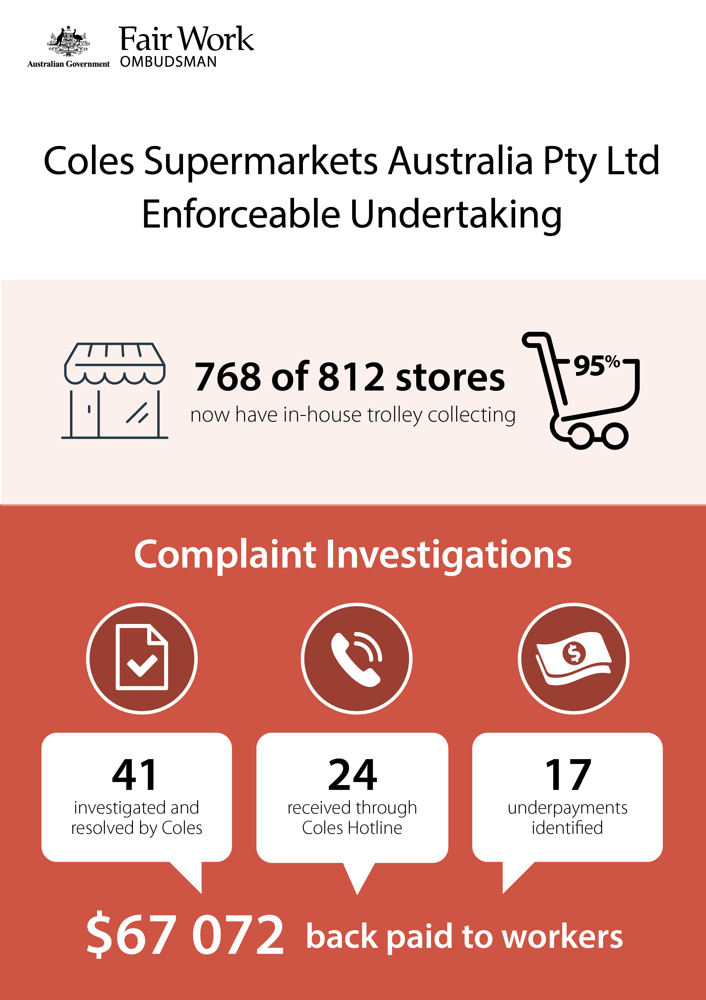 Australian Government
Fair Work
OMBUDSMAN
Coles Supermarkets Australia Pty Ltd
Enforceable Undertaking
768 of 812 stores
now have in-house trolley collecting
95%
Complaint Investigations
$
41
investigated and
resolved by Coles
24
received through
Coles Hotline
17
underpayments
identified
$67 072 back paid to workers